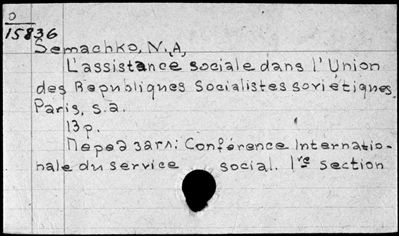 0
15836
Semachko, N.A,
L'assistance sociale dans l'Union
des Republiques Socialistes soviétiques,
Paris, s.a.
13 p.
Перед загл: Conférence Internatio-
nale du service social. 1re section